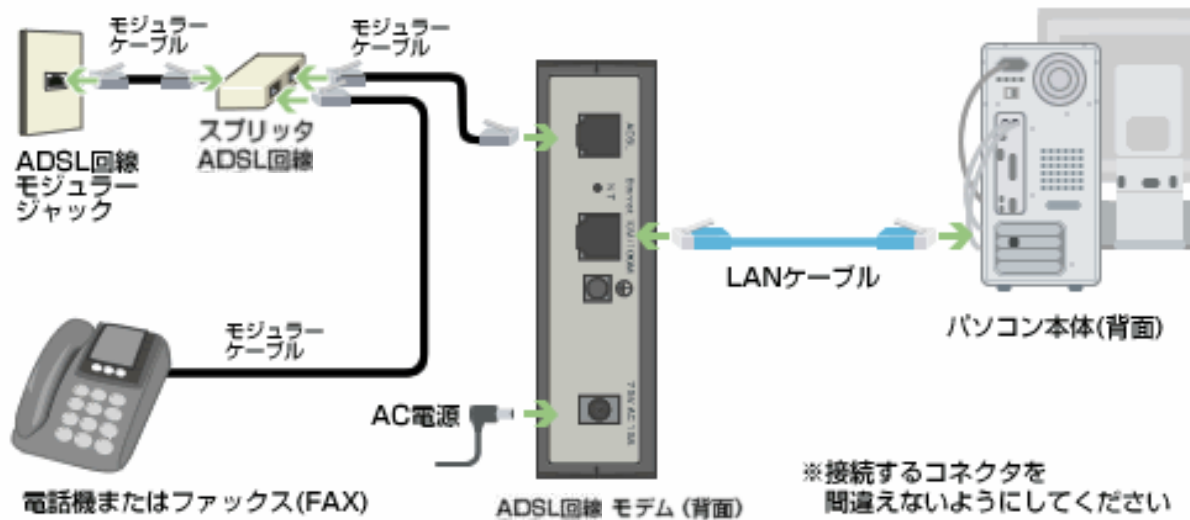 モジュラー
ケーブル
モジュラー
ケーブル
スプリッタ
ADSL回線
ADSL回線
モジュラー
ジャック
LANケーブル
パソコン本体(背面)
モジュラー
ケーブル
AC電源
電話機またはファックス(FAX)
ADSL回線 モデム (背面)
※接続するコネクタを
間違えないようにしてください